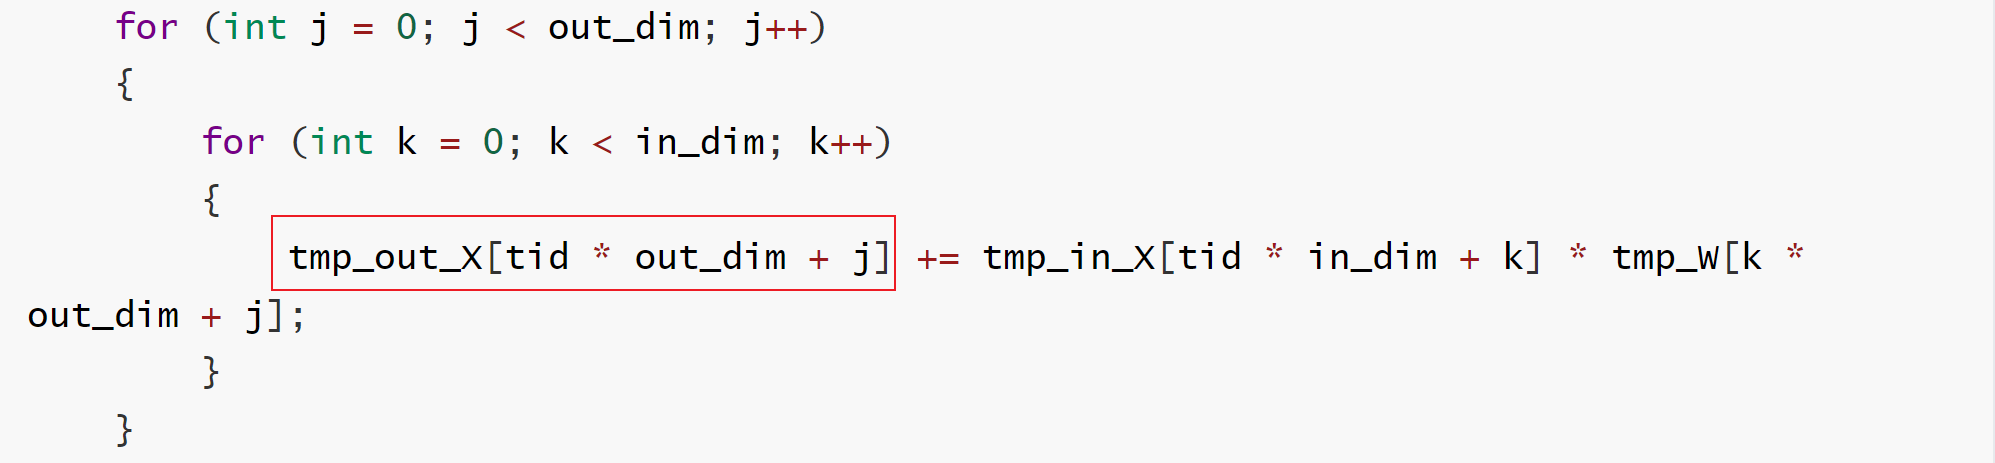 for (int j = 0; j < out_dim; j++)
{
for (int k = 0; k < in_dim; k++)
{
tmp_out_X[tid * out_dim + j] += tmp_in_X[tid * in_dim + k] * tmp_W[k *
out_dim + j];
}
}